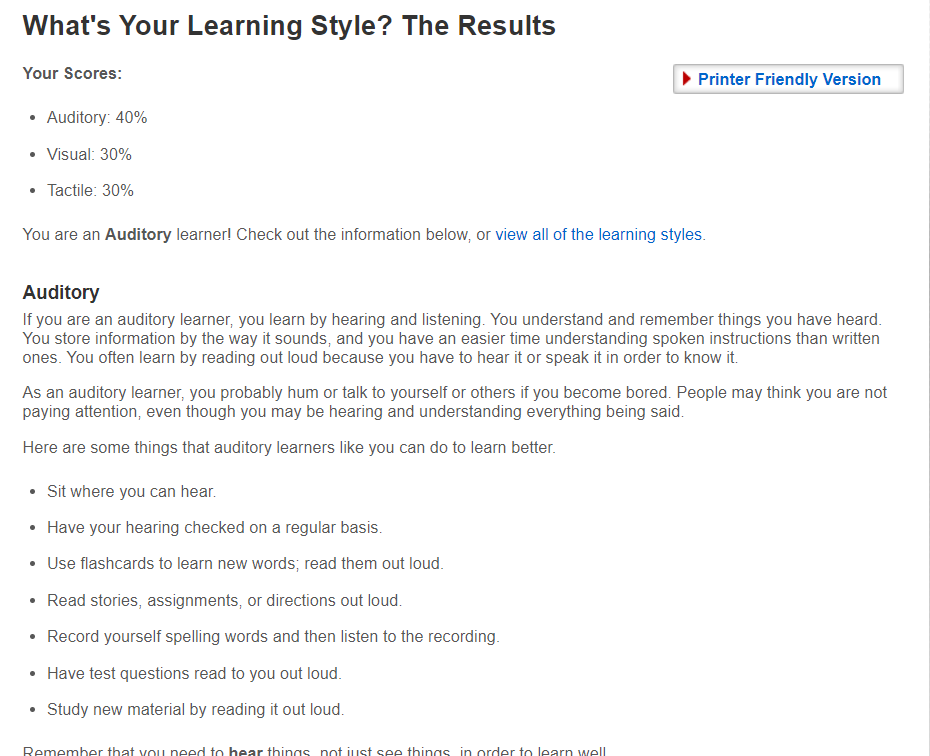 What's Your Learning Style? The Results
Your Scores:
Printer Friendly Version
• Auditory: 40%
• Visual: 30%
• Tactile: 30%
You are an Auditory learner! Check out the information below, or view all of the learning styles.
Auditory
If you are an auditory learner, you learn by hearing and listening. You understand and remember things you have heard.
You store information by the way it sounds, and you have an easier time understanding spoken instructions than written
ones. You often learn by reading out loud because you have to hear it or speak it in order to know it.
As an auditory learner, you probably hum or talk to yourself or others if you become bored. People may think you are not
paying attention, even though you may be hearing and understanding everything being said.
Here are some things that auditory learners like you can do to learn better.
• Sit where you can hear.
• Have your hearing checked on a regular basis.
• Use flashcards to learn new words; read them out loud.
• Read stories, assignments, or directions out loud.
• Record yourself spelling words and then listen to the recording.
• Have test questions read to you out loud.
• Study new material by reading it out loud.
Remember that you need to hear things, not just see things, in order to learn well.